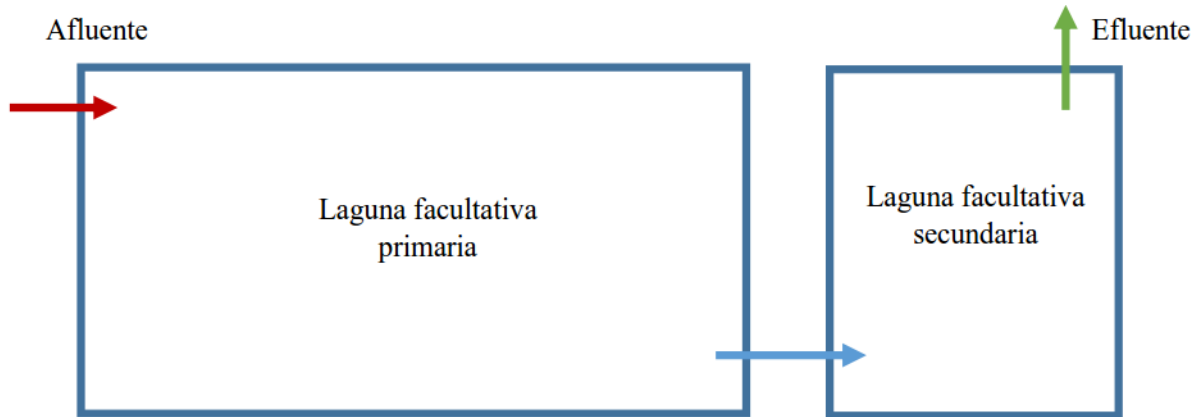 Afluente
Efluente
Laguna facultativa
primaria
Laguna facultativa
secundaria